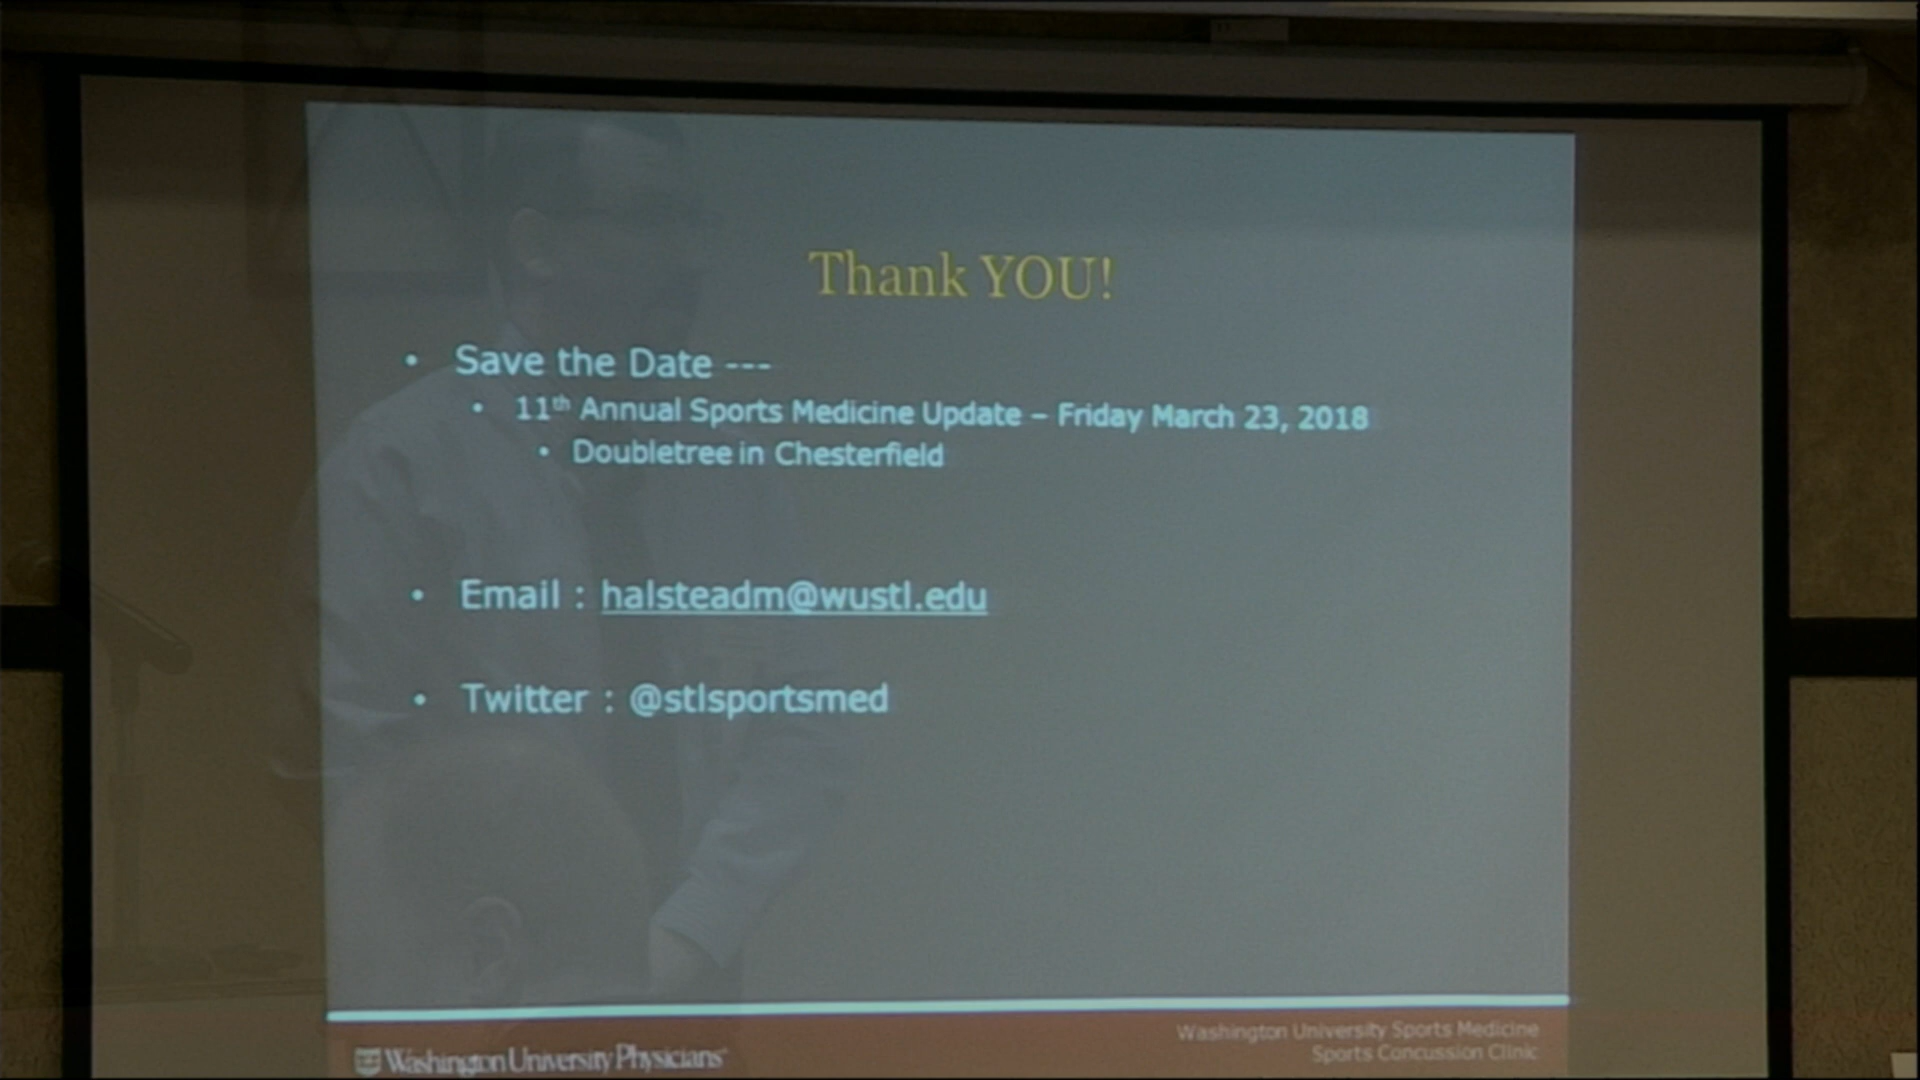 Thank YOU!
• Save the Date ---
• 11th Annual Sports Medicine Update – Friday March 23, 2018
• Doubletree in Chesterfield
• Email : halsteadm@wustl.edu
• Twitter : @stlsportsmed
Washington University Physicians
Washington University Sports Medicine
Sports Concussion Clinic